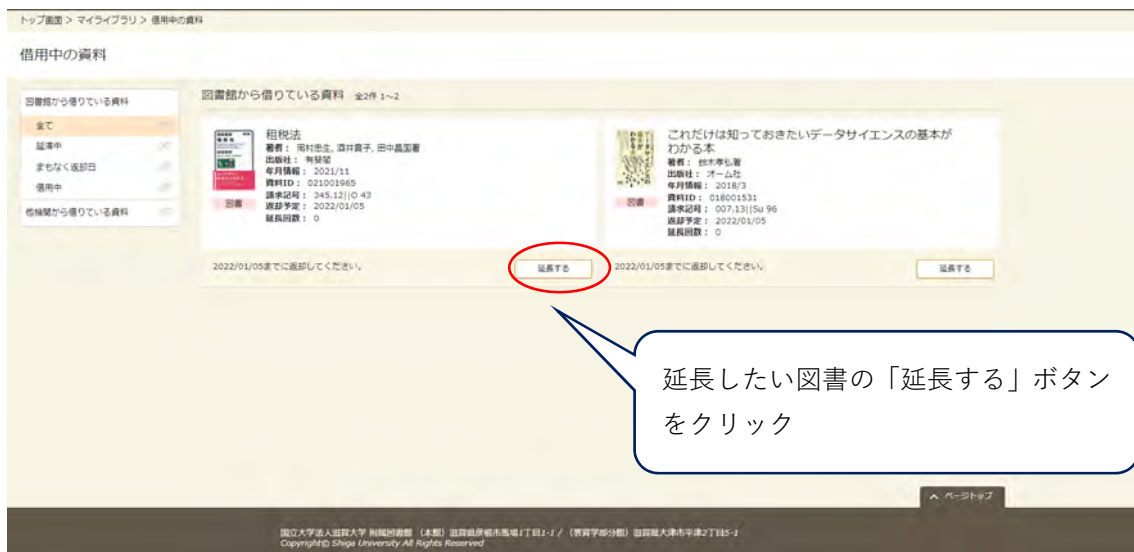 トップ画面 > マイライブラリ > 借用中の資料
借用中の資料
図書館から借りている資料
全て
延滞中
まもなく返却日
借用中
他機関から借りている資料
図書館から借りている資料 全2件 1~2
租税法
著者： 岡村忠生, 酒井貴子, 田中晶国著
出版社： 有斐閣
年月情報： 2021/11
資料ID： 021001965
請求記号： 345.12||O 43
返却予定： 2022/01/05
延長回数： 0
図書
2022/01/05までに返却してください。
延長する
これだけは知っておきたいデータサイエンスの基本が
わかる本
著者： 鈴木孝弘著
出版社： オーム社
年月情報： 2018/3
資料ID： 018001531
請求記号： 007.13||Su 96
返却予定： 2022/01/05
延長回数： 0
図書
2022/01/05までに返却してください。
延長する
延長したい図書の「延長する」ボタン
をクリック
ページトップ
国立大学法人滋賀大学 附属図書館 （本館）滋賀県彦根市馬場1丁目1-1 / （教育学部分館）滋賀県大津市平津2丁目5-1
Copyright© Shiga University All Rights Reserved